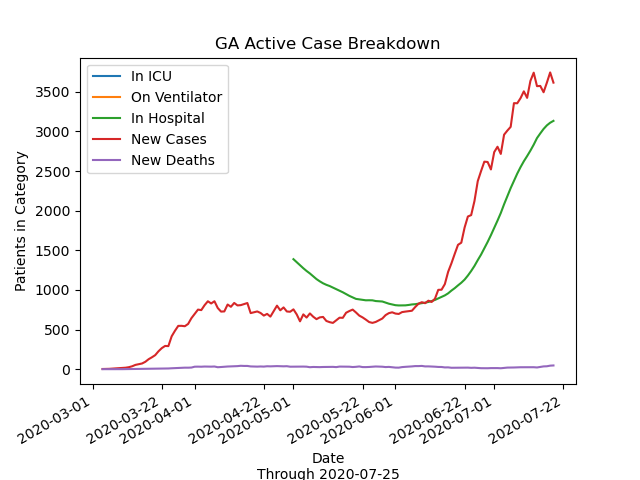 GA Active Case Breakdown
In ICU
On Ventilator
In Hospital
New Cases
New Deaths
Patients in Category
3500
3000
2500
2000
1500
1000
500
0
2020-03-01
2020-03-22
2020-04-01
2020-04-22
2020-05-01
2020-05-22
2020-06-01
2020-06-22
2020-07-01
2020-07-22
Date
Through 2020-07-25